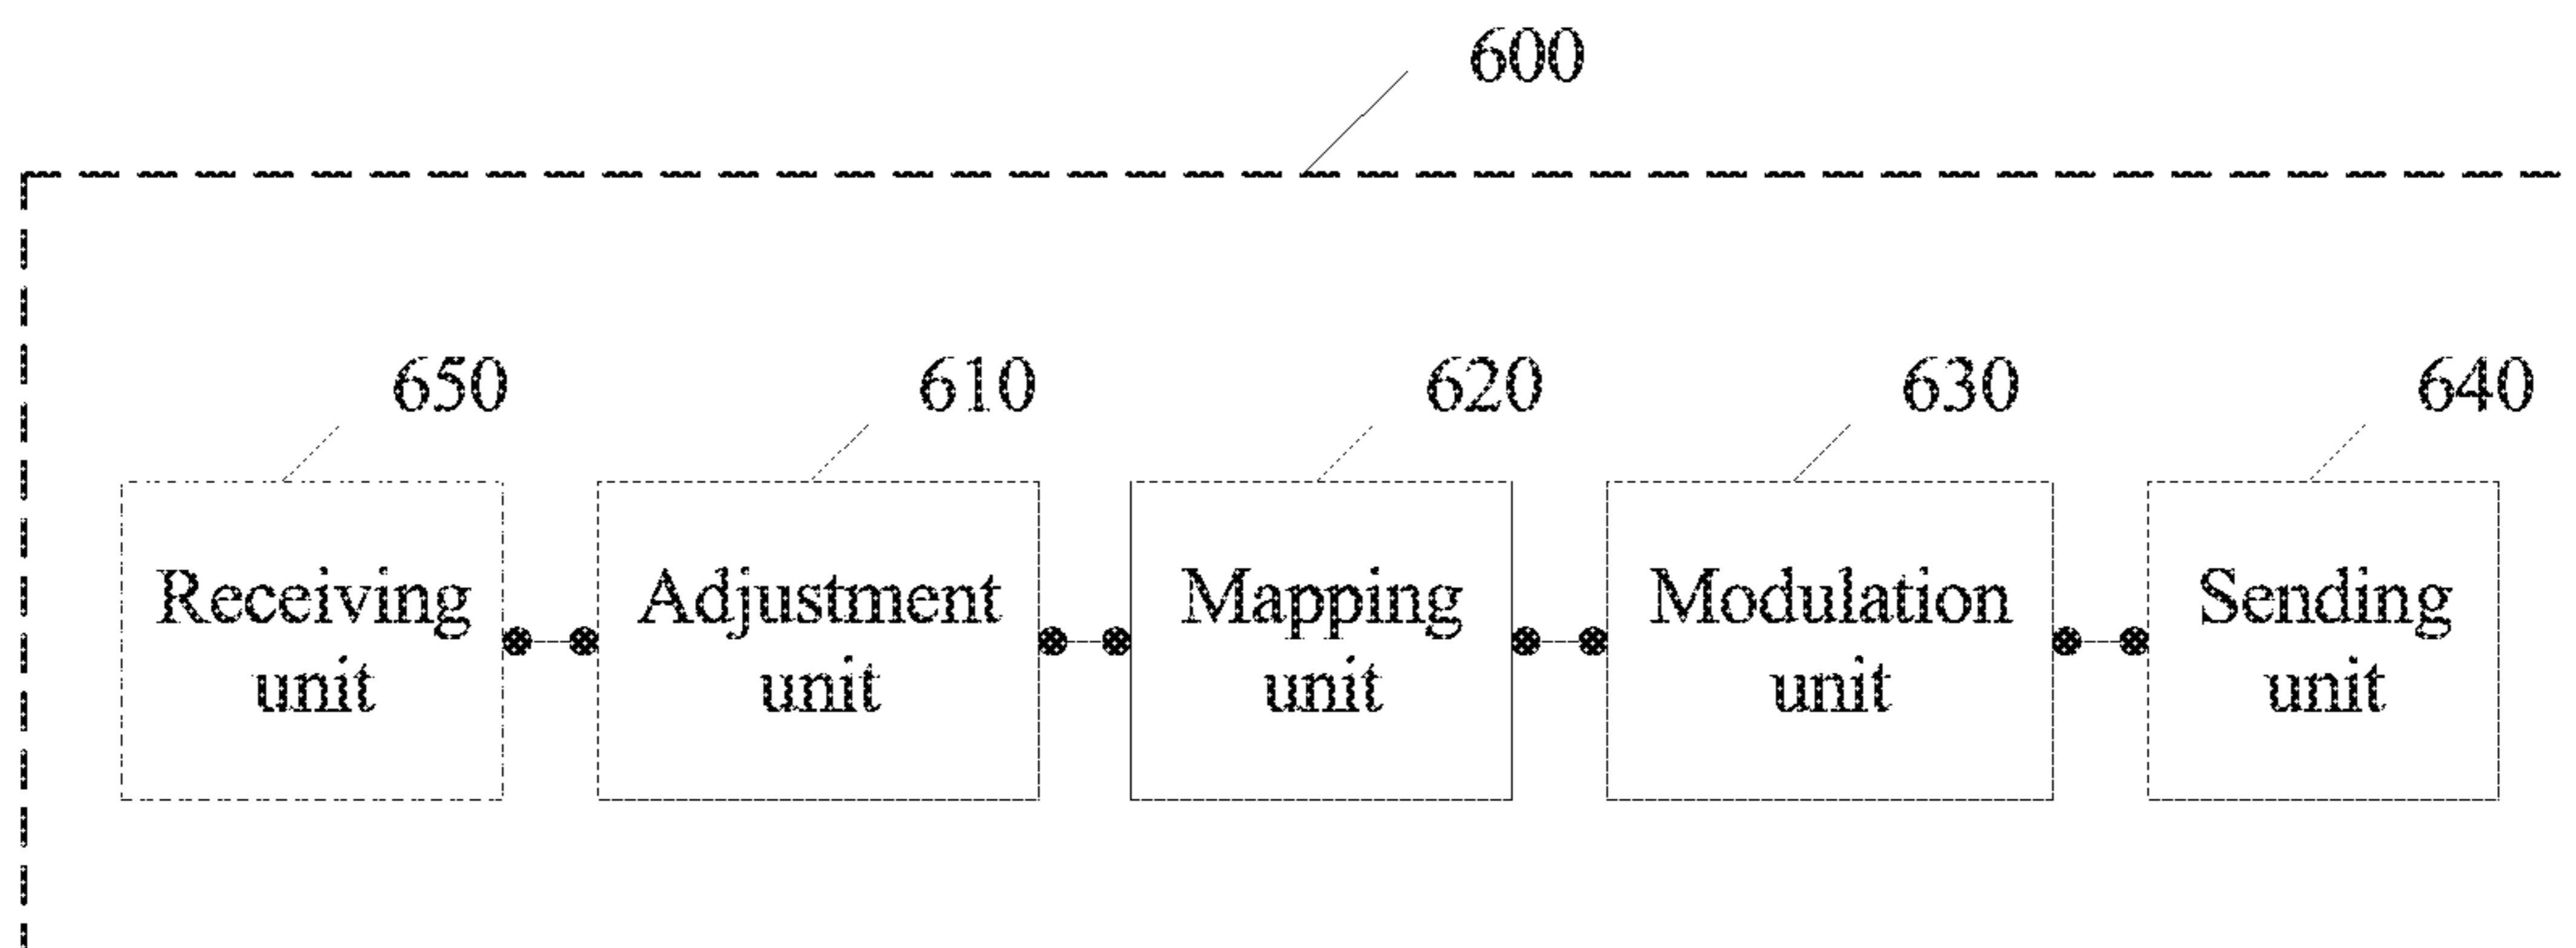 600
650
610
620
630
640
Receiving
unit
Adjustment
unit
Mapping
unit
Modulation
unit
Sending
unit